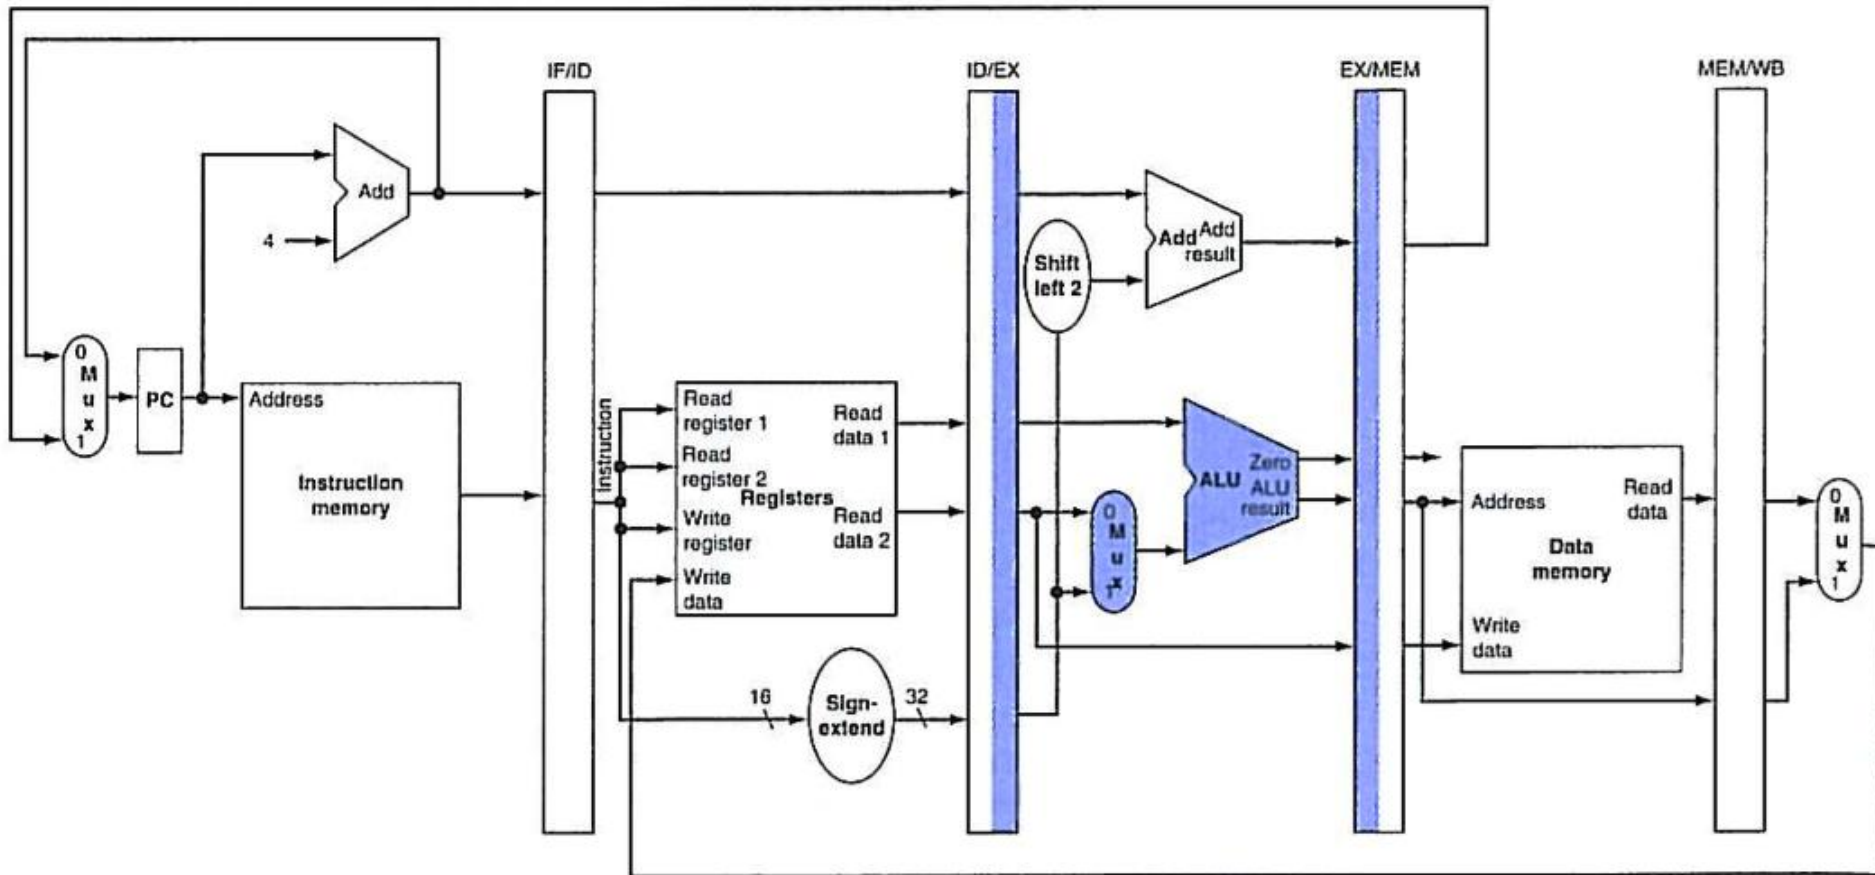 IF/ID
ID/EX
EX/MEM
MEM/WB
Add
4
Add Add
result
Shift
left 2
0
M
u
x
1
PC
Address
Instruction
memory
Instruction
Read
register 1
Read
register 2
Registers
Write
register
Write
data
Read
data 1
Read
data 2
16
Sign-
extend
32
0
M
u
x
1
Zero
ALU
ALU
result
Address
Read
data
Data
memory
Write
data
0
M
u
x
1